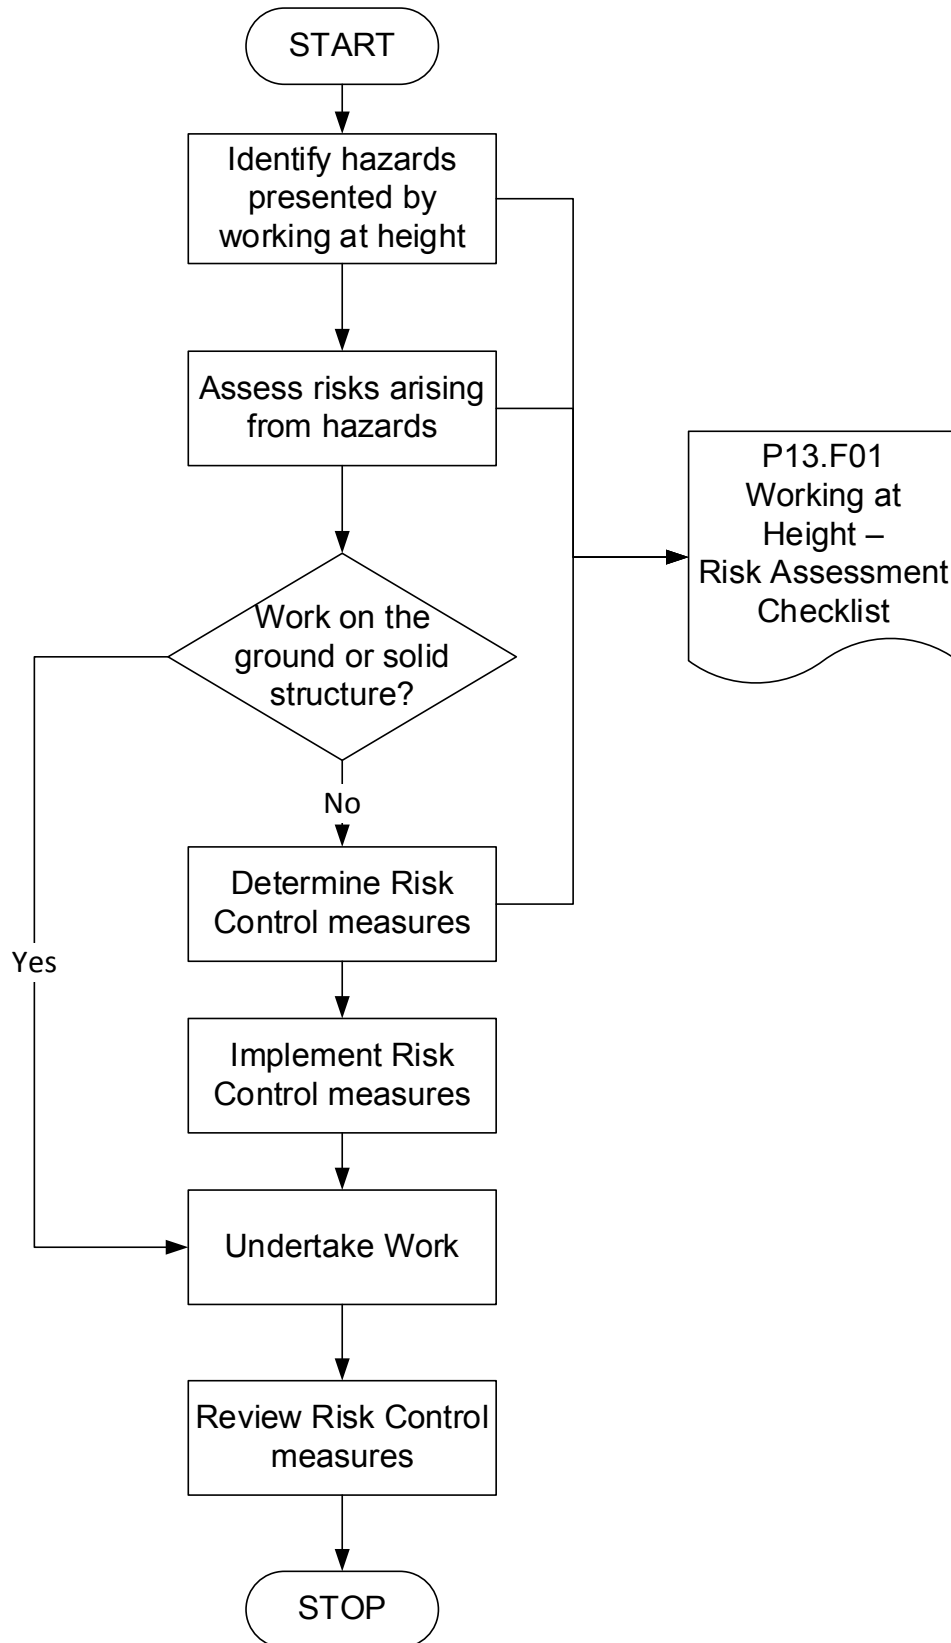 START
Identify hazards
presented by
working at height
Assess risks arising
from hazards
P13.F01
Working at
Height –
Risk Assessment
Checklist
Work on the
ground or solid
structure?
No
Determine Risk
Control measures
Yes
Implement Risk
Control measures
Undertake Work
Review Risk Control
measures
STOP